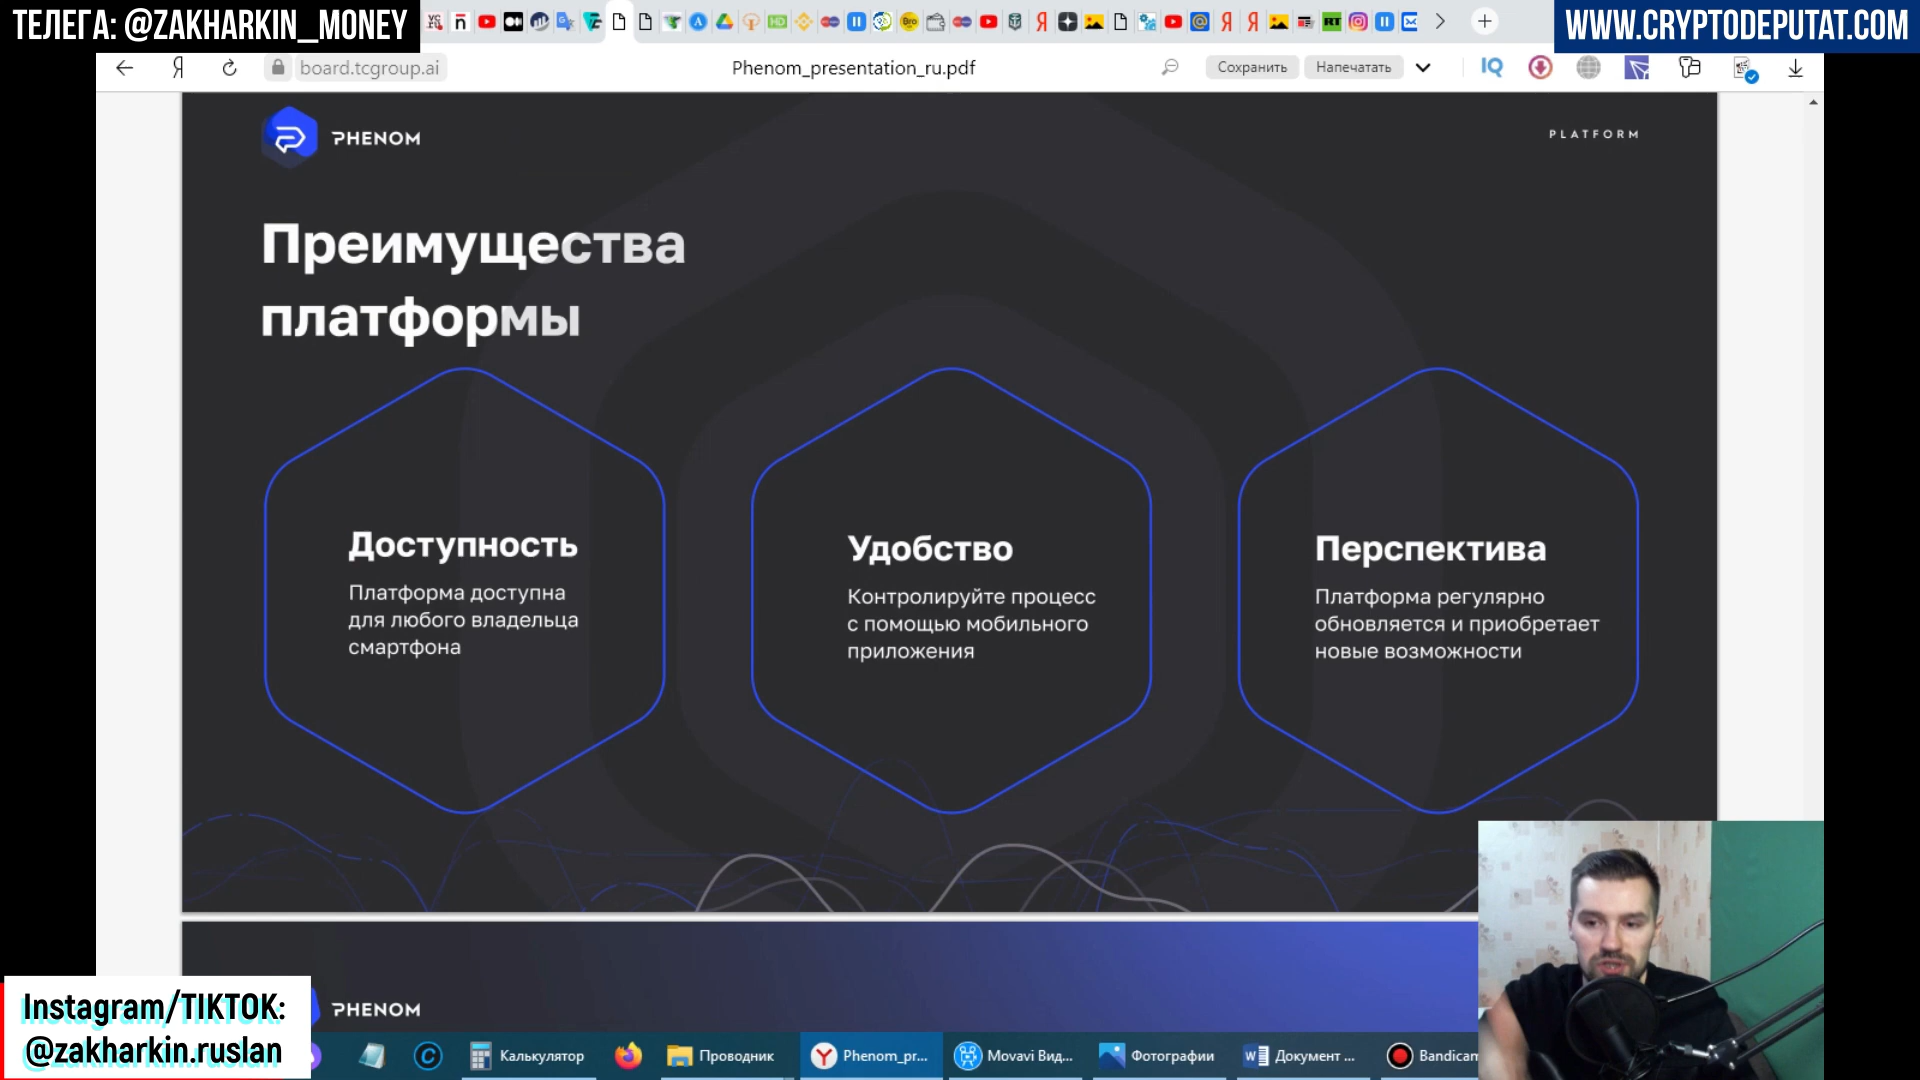 ТЕЛЕГА: @ZAKHARKIN_MONEY
WWW.CRYPTODEPUTAT.COM
board.tcgroup.ai
Phenom_presentation_ru.pdf
Сохранить
Напечатать
PHENOM
PLATFORM
Преимущества
платформы
Доступность
Платформа доступна
для любого владельца
смартфона
Удобство
Контролируйте процесс
с помощью мобильного
приложения
Перспектива
Платформа регулярно
обновляется и приобретает
новые возможности
PHENOM
Instagram/TIKTOK:
@zakharkin.ruslan
Калькулятор
Проводник
Phenom_pr...
Movavi Вид...
Фотографии
Документ ...
Bandicam